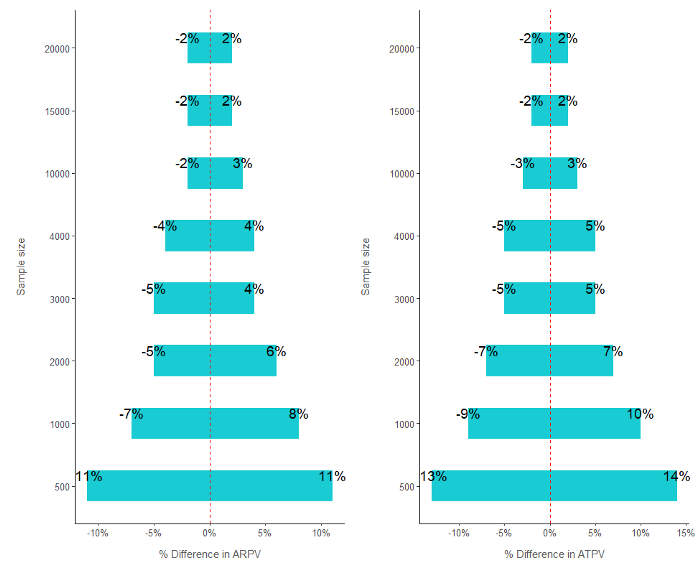 20000 -2% 2%
15000 -2% 2%
10000 -2% 3%
4000 -4% 4%
3000 -5% 4%
2000 -5% 6%
1000 -7% 8%
500 11% 11%
-10% -5% 0% 5% 10%
% Difference in ARPV
Sample size
20000 -2% 2%
15000 -2% 2%
10000 -3% 3%
4000 -5% 5%
3000 -5% 5%
2000 -7% 7%
1000 -9% 10%
500 13% 14%
-10% -5% 0% 5% 10% 15%
% Difference in ATPV
Sample size